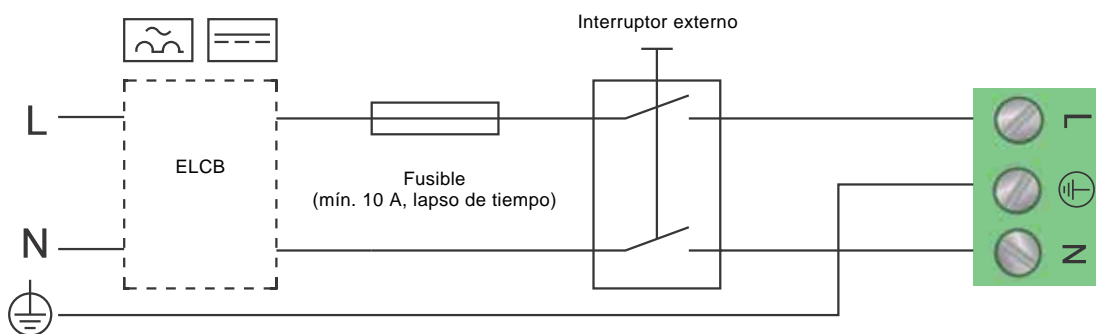 Interruptor externo
L
ELCB
Fusible
(mín. 10 A, lapso de tiempo)
N
L
N